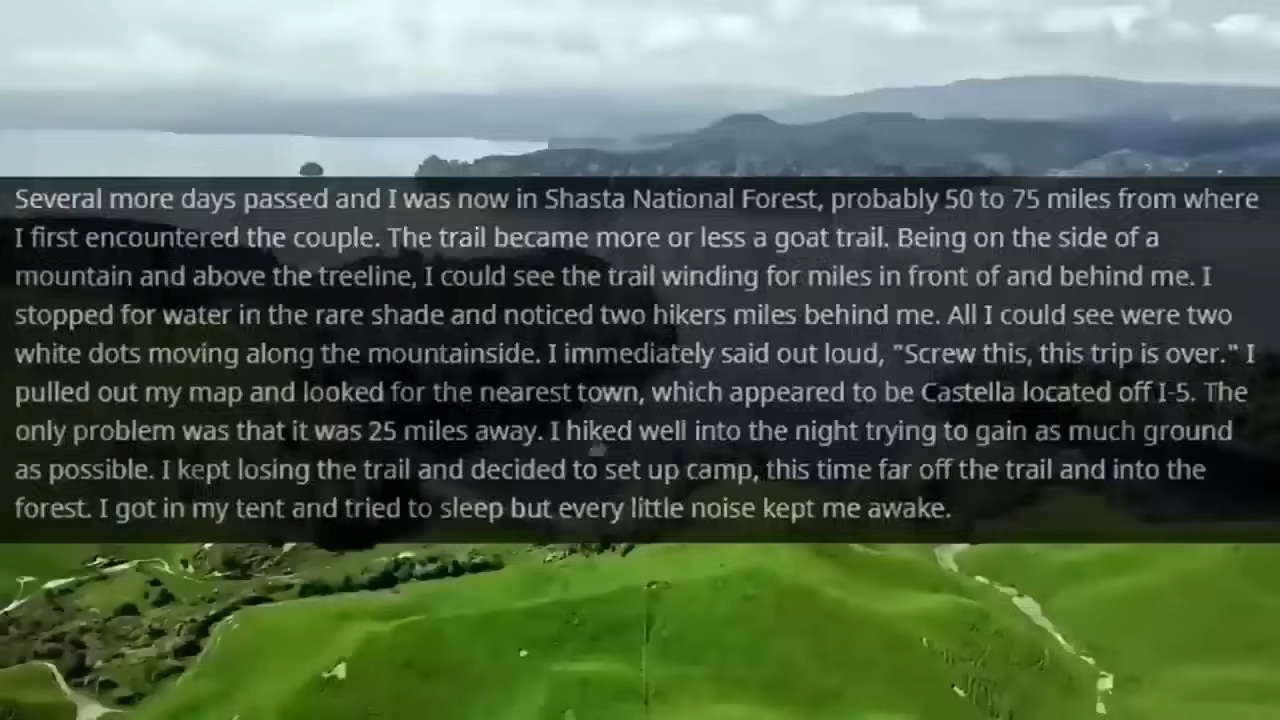 Several more days passed and I was now in Shasta National Forest, probably 50 to 75 miles from where
I first encountered the couple. The trail became more or less a goat trail. Being on the side of a
mountain and above the treeline, I could see the trail winding for miles in front of and behind me. I
stopped for water in the rare shade and noticed two hikers miles behind me. All I could see were two
white dots moving along the mountainside. I immediately said out loud, "Screw this, this trip is over." I
pulled out my map and looked for the nearest town, which appeared to be Castella located off I-5. The
only problem was that it was 25 miles away. I hiked well into the night trying to gain as much ground
as possible. I kept losing the trail and decided to set up camp, this time far off the trail and into the
forest. I got in my tent and tried to sleep but every little noise kept me awake.